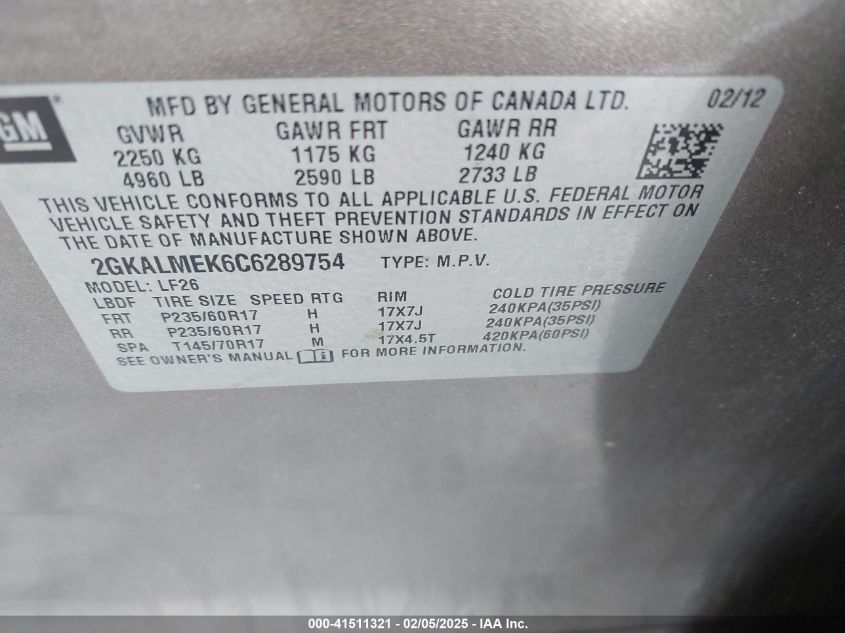 GM®
MFD BY GENERAL MOTORS OF CANADA LTD. 02/12
GVWR GAWR FRT GAWR RR
2250 KG 1175 KG 1240 KG
4960 LB 2590 LB 2733 LB
THIS VEHICLE CONFORMS TO ALL APPLICABLE U.S. FEDERAL MOTOR
VEHICLE SAFETY AND THEFT PREVENTION STANDARDS IN EFFECT ON
THE DATE OF MANUFACTURE SHOWN ABOVE.
2GKALMEK6C6289754 TYPE: M.P.V.
MODEL: LF26
LBDF TIRE SIZE SPEED RTG RIM COLD TIRE PRESSURE
FRT P235/60R17 H 17X7J 240KPA(35PSI)
RR P235/60R17 H 17X7J 240KPA(35PSI)
SPA T145/70R17 M 17X4.5T 420KPA(60PSI)
SEE OWNER'S MANUAL FOR MORE INFORMATION.
000-41511321 - 02/05/2025 - IAA Inc.